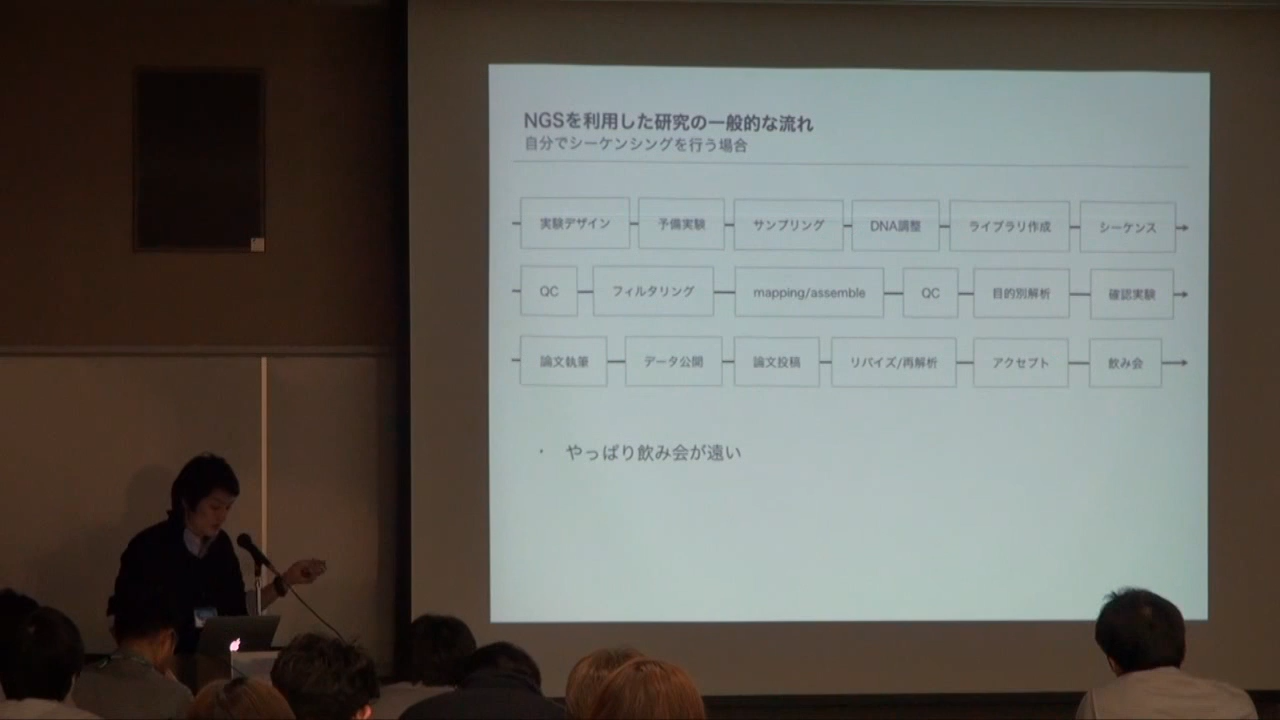 NGSを利用した研究の一般的な流れ
自分でシーケンシングを行う場合
実験デザイン 予備実験 サンプリング DNA調整 ライブラリ作成 シーケンス
QC フィルタリング mapping/assemble QC 目的別解析 確認実験
論文執筆 データ公開 論文投稿 リバイズ/再解析 アクセプト 飲み会
・ やっぱり飲み会が遠い